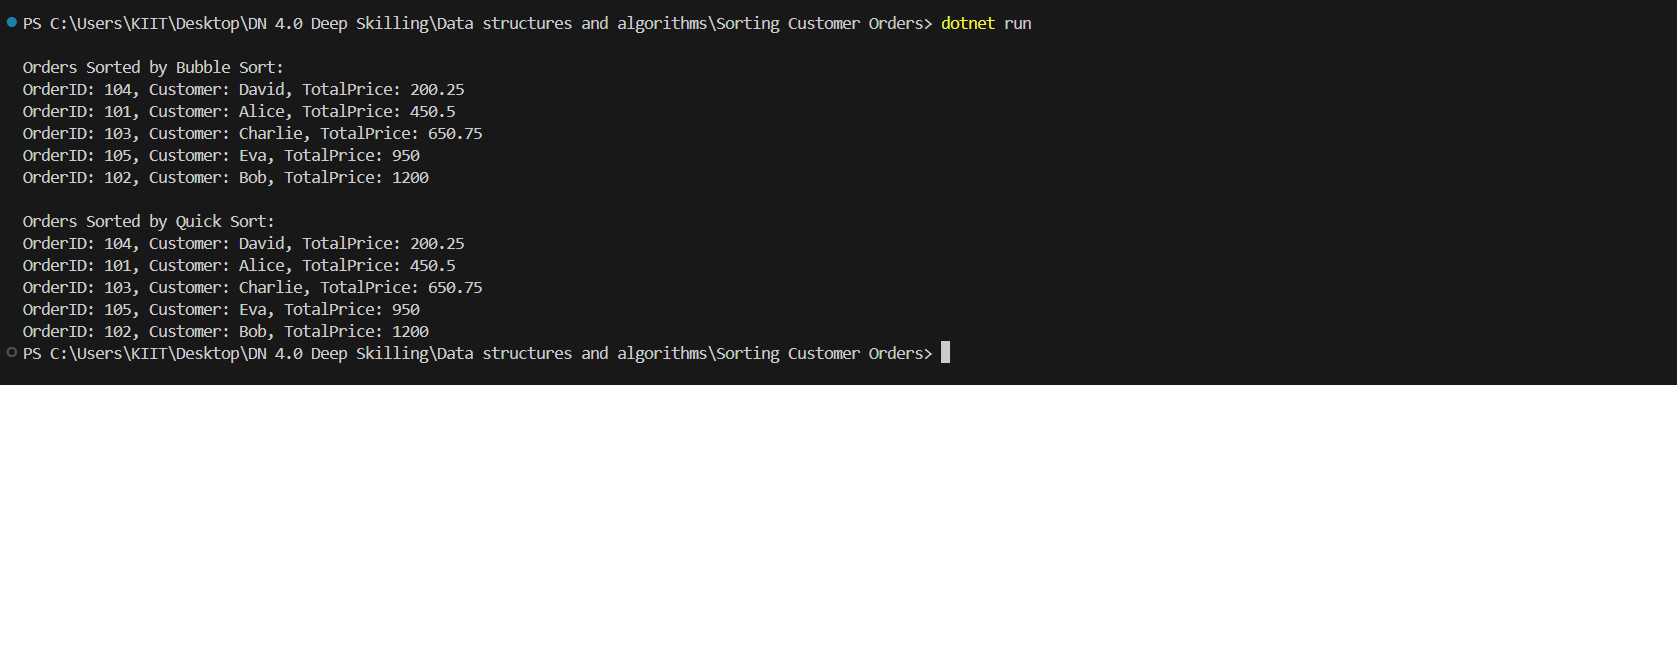 PS C:\Users\KIIT\Desktop\DN 4.0 Deep Skilling\Data structures and algorithms\Sorting Customer Orders> dotnet run
Orders Sorted by Bubble Sort:
OrderID: 104, Customer: David, TotalPrice: 200.25
OrderID: 101, Customer: Alice, TotalPrice: 450.5
OrderID: 103, Customer: Charlie, TotalPrice: 650.75
OrderID: 105, Customer: Eva, TotalPrice: 950
OrderID: 102, Customer: Bob, TotalPrice: 1200
Orders Sorted by Quick Sort:
OrderID: 104, Customer: David, TotalPrice: 200.25
OrderID: 101, Customer: Alice, TotalPrice: 450.5
OrderID: 103, Customer: Charlie, TotalPrice: 650.75
OrderID: 105, Customer: Eva, TotalPrice: 950
OrderID: 102, Customer: Bob, TotalPrice: 1200
PS C:\Users\KIIT\Desktop\DN 4.0 Deep Skilling\Data structures and algorithms\Sorting Customer Orders>